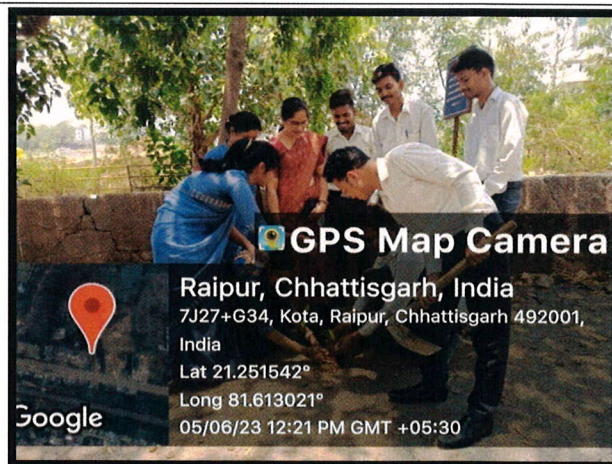 GPS Map Camera
Raipur, Chhattisgarh, India
7J27+G34, Kota, Raipur, Chhattisgarh 492001,
India
Lat 21.251542°
Long 81.613021°
05/06/23 12:21 PM GMT +05:30
Google